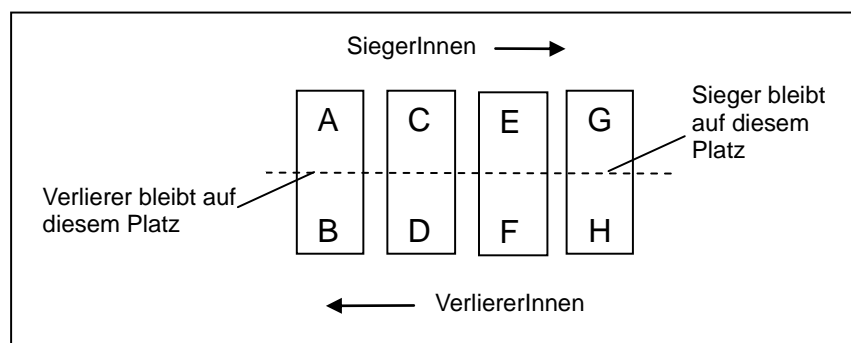 SiegerInnen
A C E G
Sieger bleibt
auf diesem
Platz
Verlierer bleibt auf
diesem Platz
B D F H
VerliererInnen